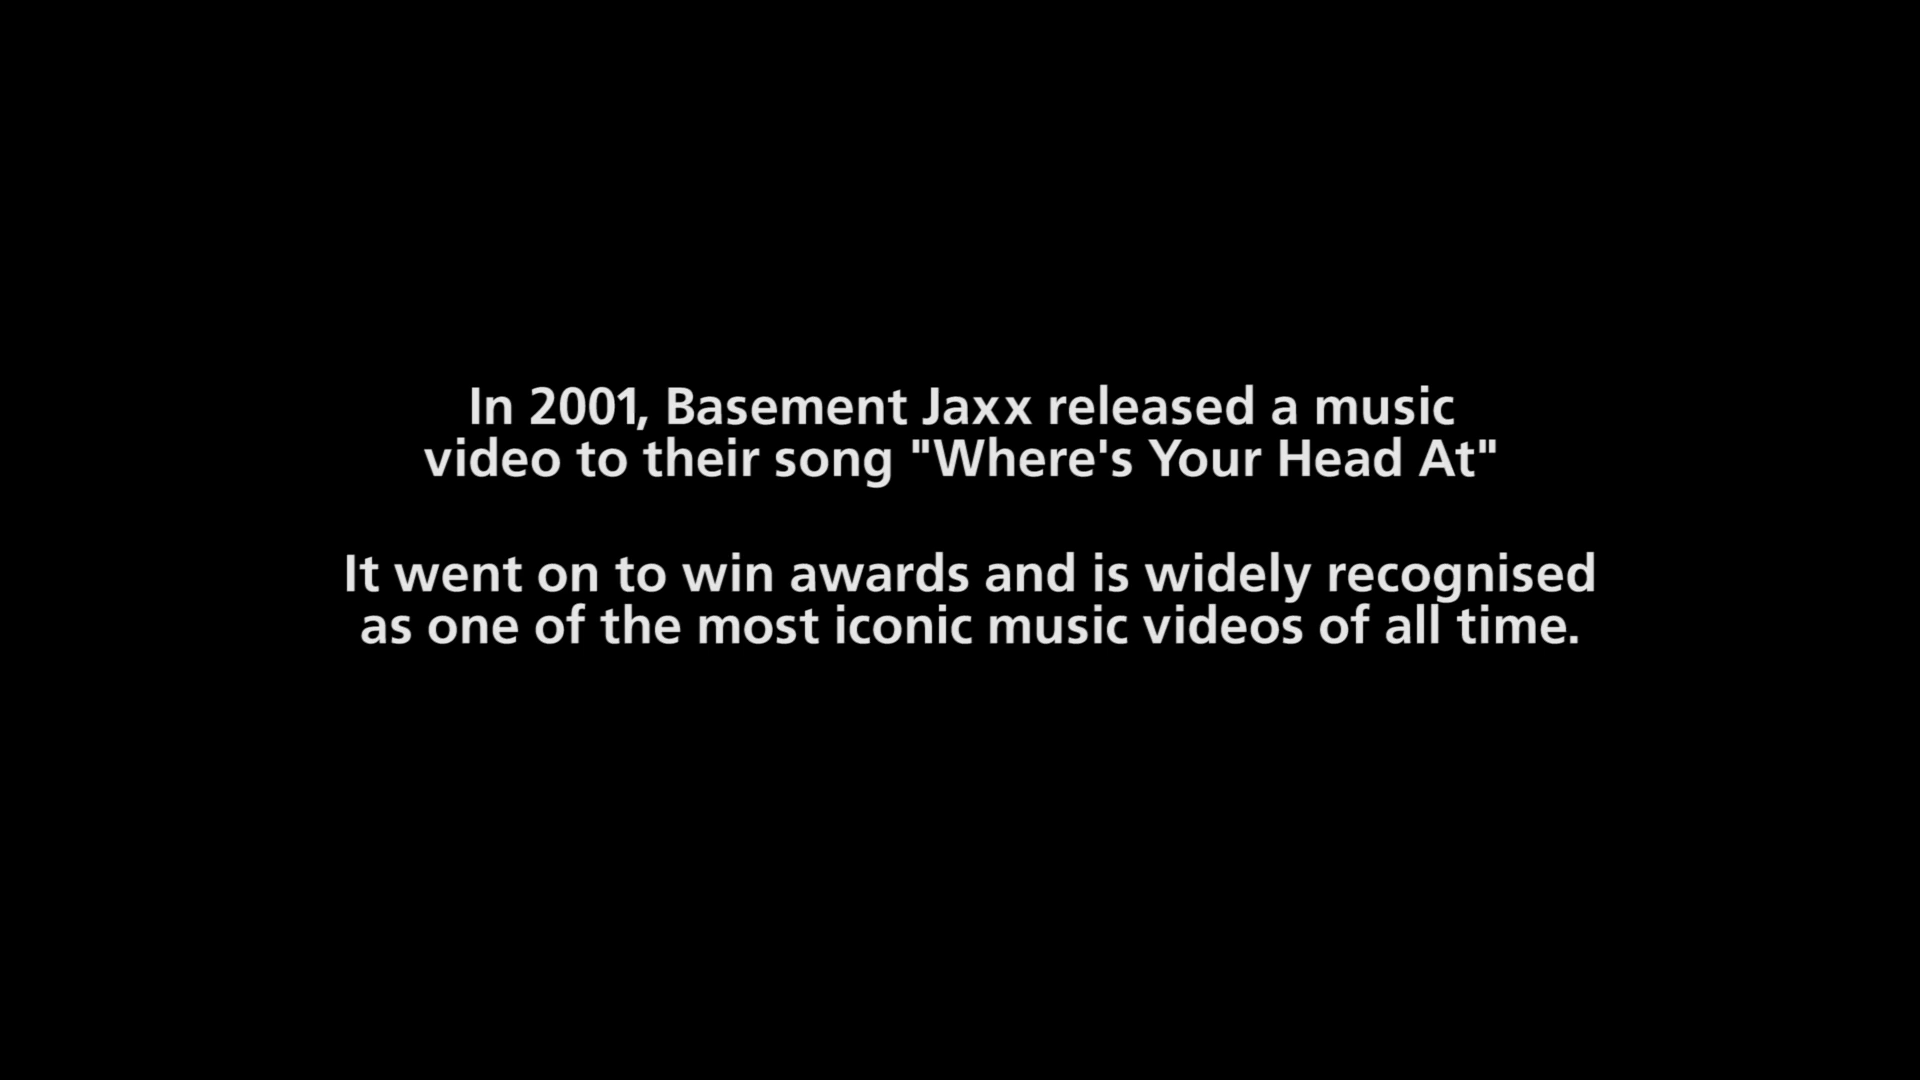 In 2001, Basement Jaxx released a music
video to their song "Where's Your Head At"
It went on to win awards and is widely recognised
as one of the most iconic music videos of all time.